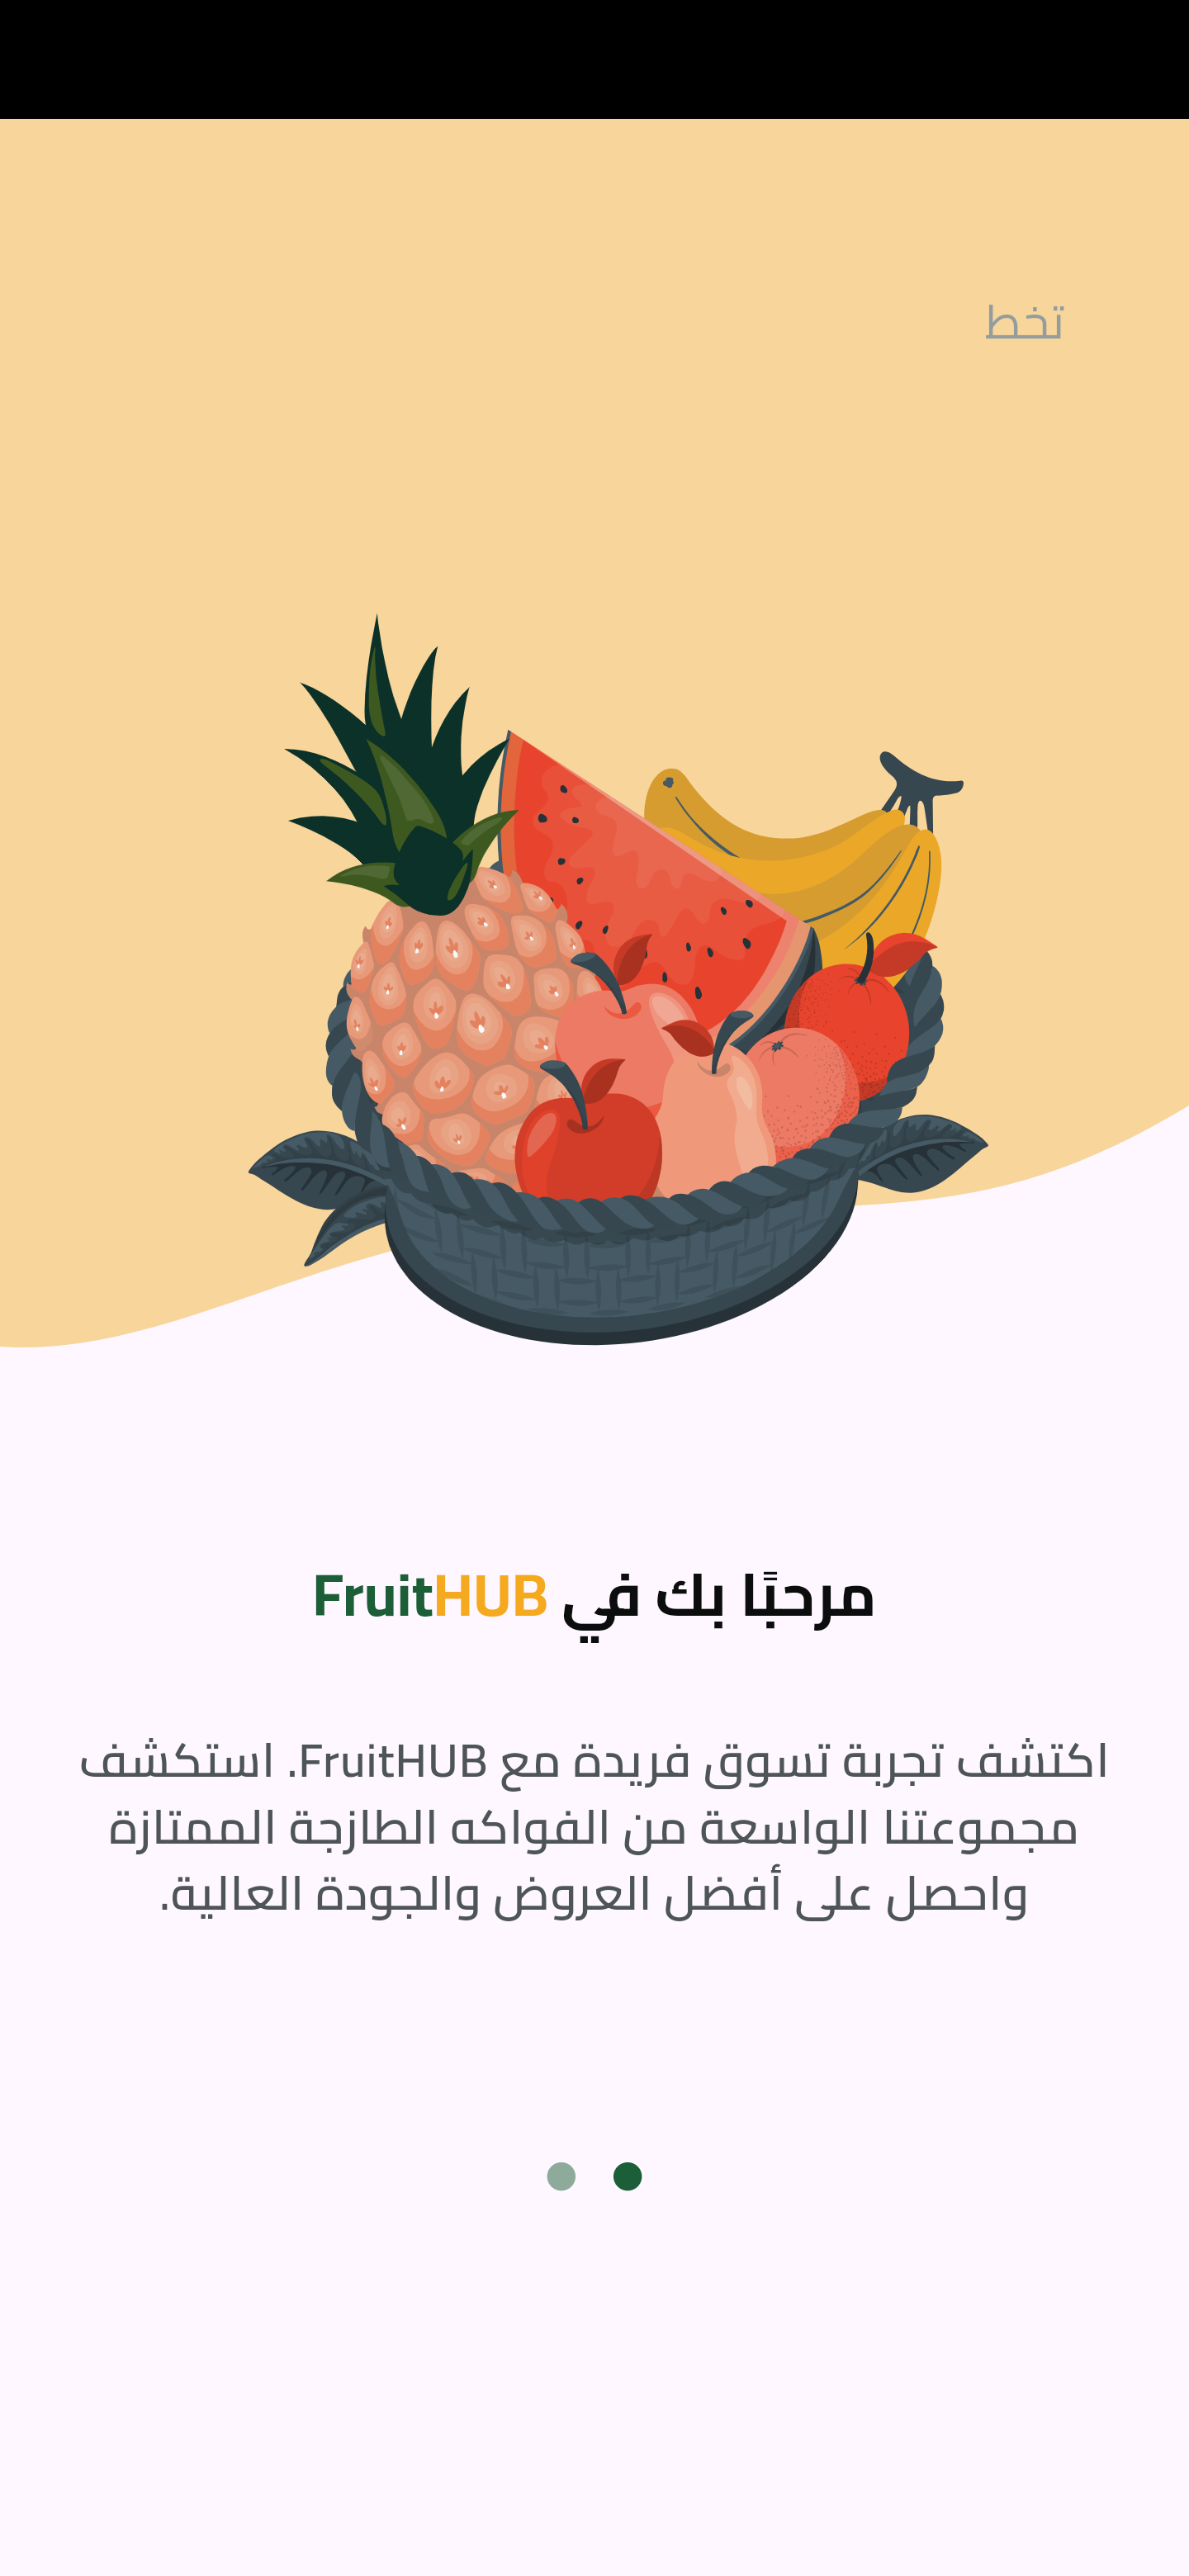 تخط
مرحبًا بك في FruitHUB
اكتشف تجربة تسوق فريدة مع FruitHUB. استكشف
مجموعتنا الواسعة من الفواكه الطازجة الممتازة
واحصل على أفضل العروض والجودة العالية.